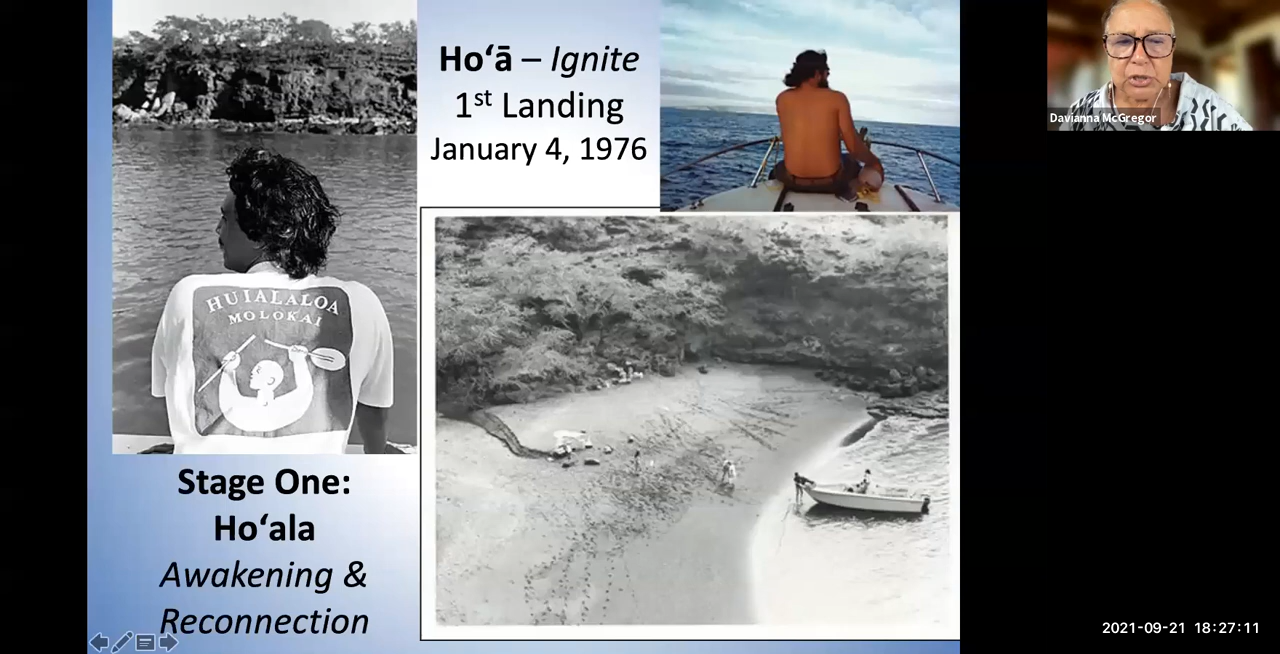 Hoʻā – Ignite
1st Landing
January 4, 1976
HUIALALOA
MOLOKAI
Stage One:
Hoʻala
Awakening &
Reconnection
Davianna McGregor
2021-09-21 18:27:11